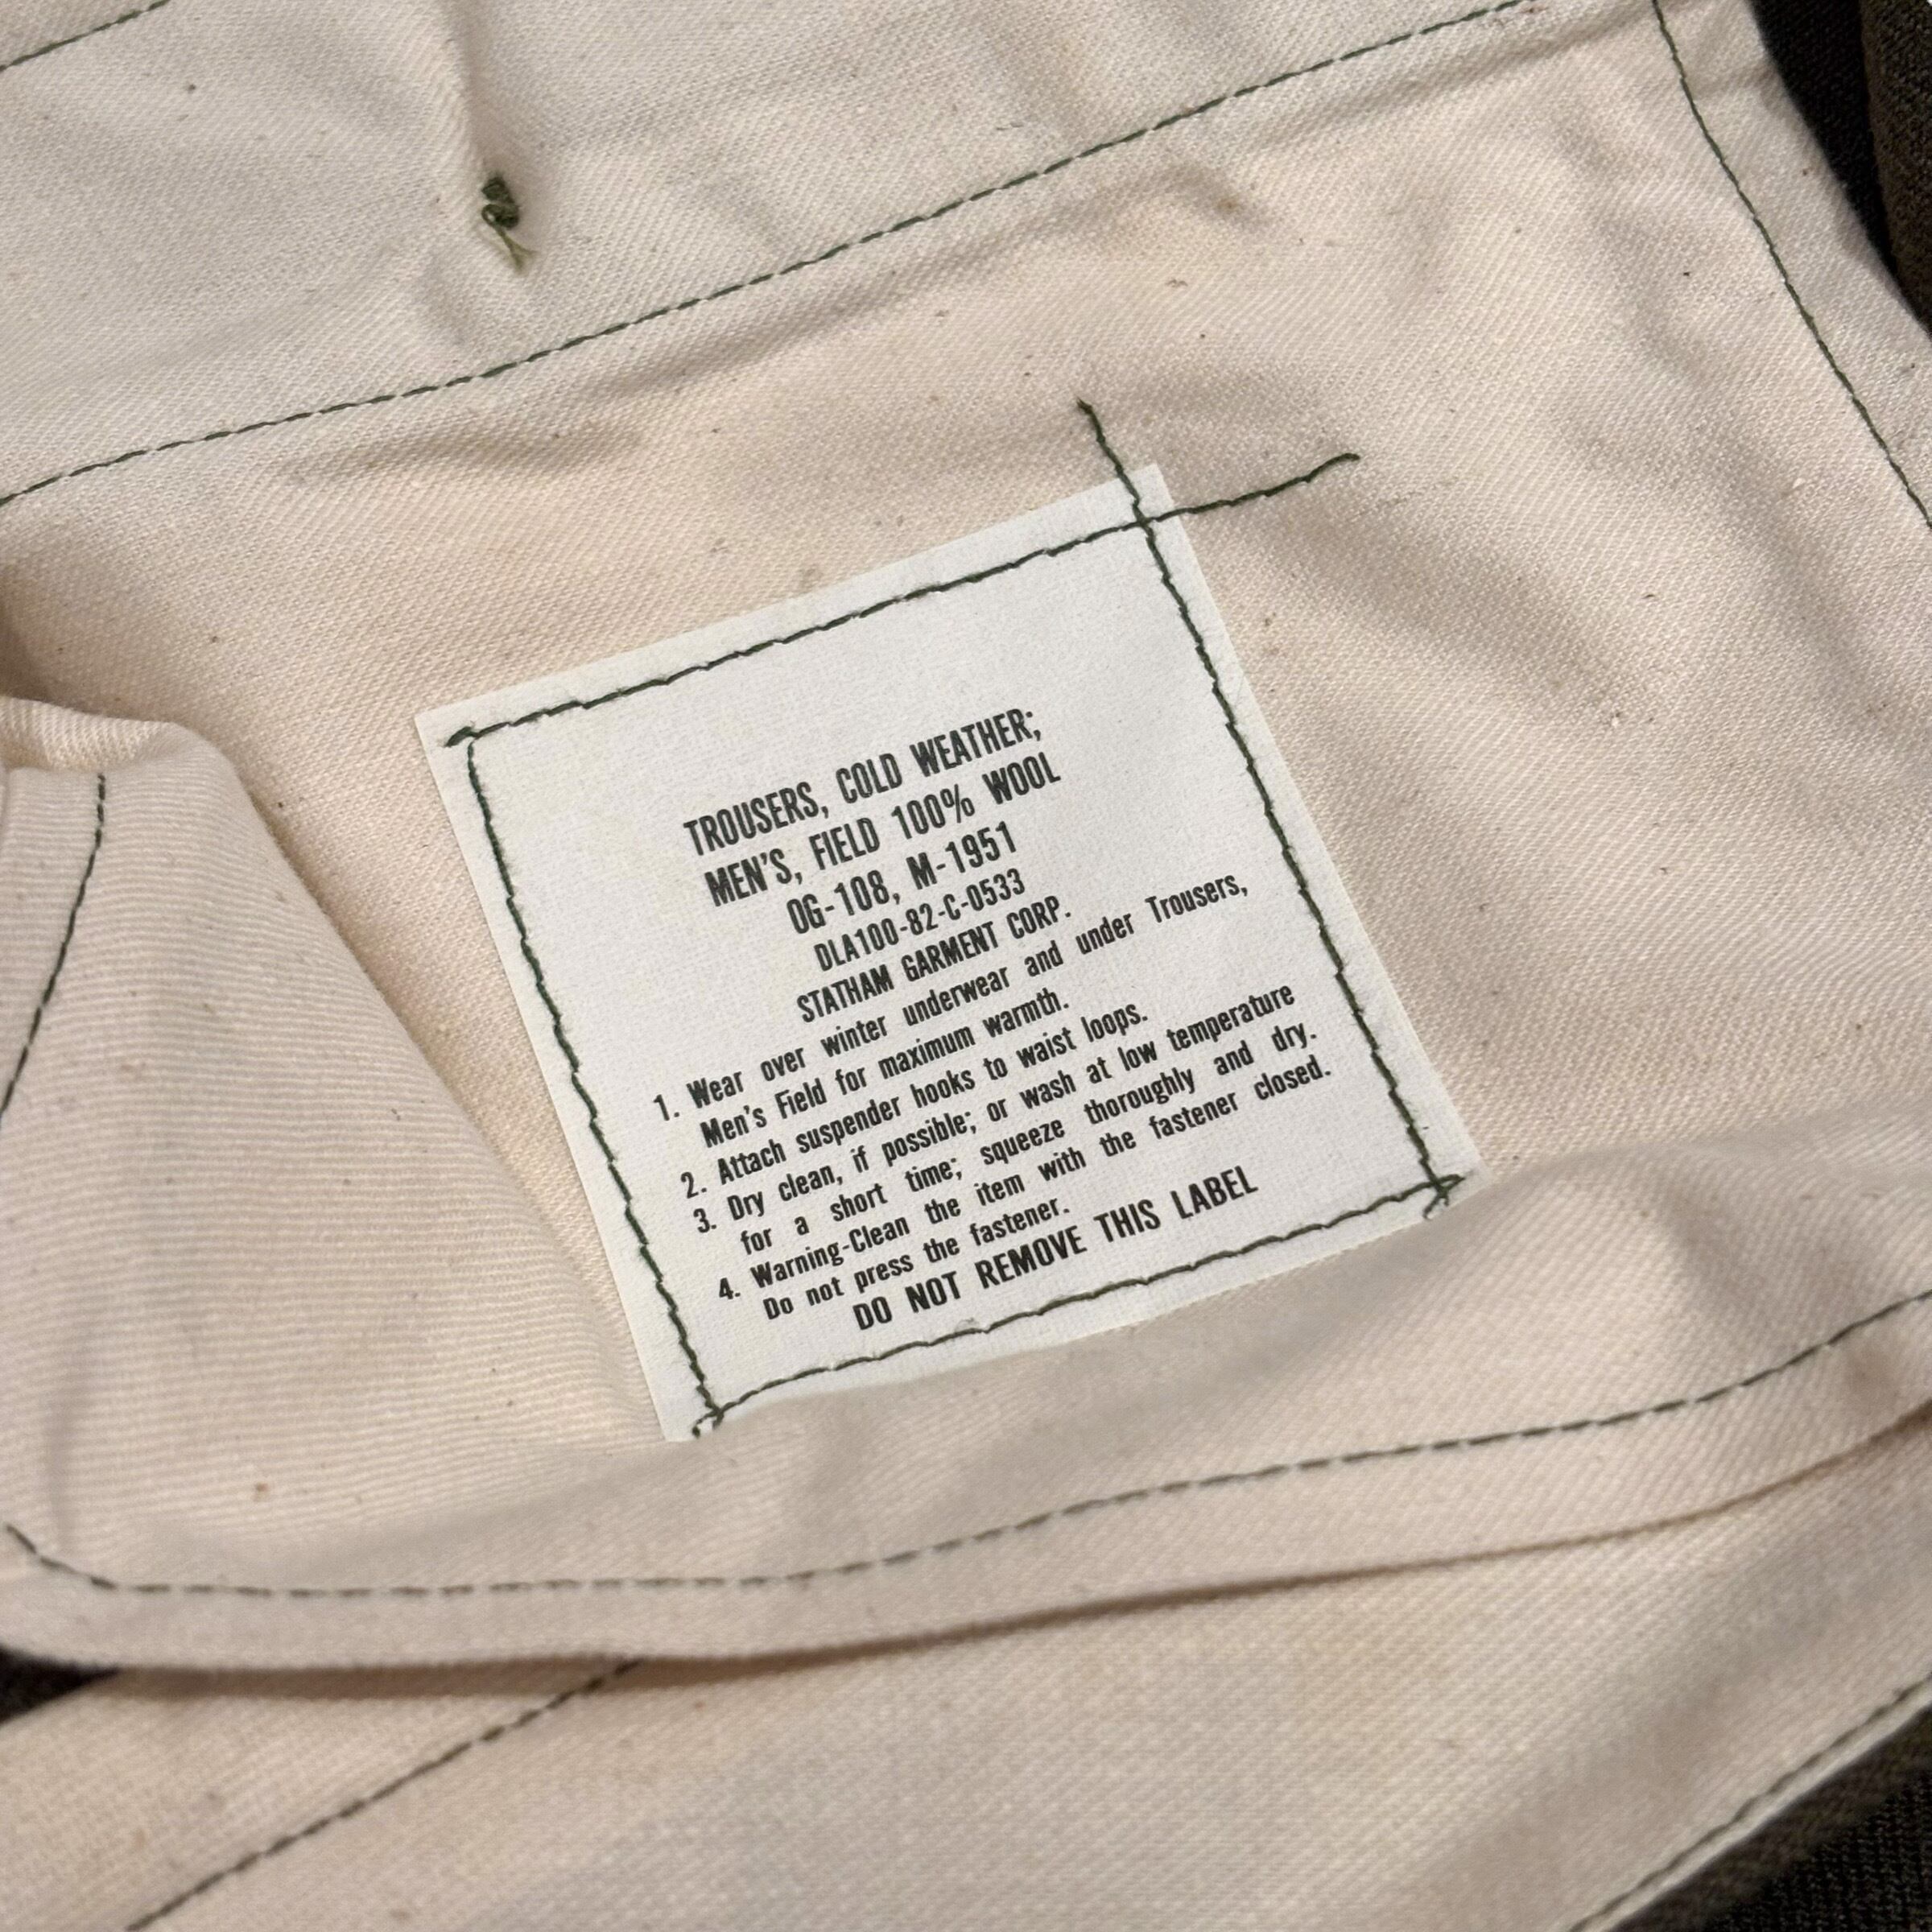 TROUSERS, COLD WEATHER;
MEN'S, FIELD 100% WOOL
OG-108, M-1951
DLA100-82-C-0533
STATHAM GARMENT CORP.
1. Wear over winter underwear and under Trousers,
Men's Field for maximum warmth.
2. Attach suspender hooks to waist loops.
3. Dry clean, if possible; or wash at low temperature
for a short time; squeeze thoroughly and dry.
4. Warning-Clean the item with the fastener closed.
Do not press the fastener.
DO NOT REMOVE THIS LABEL